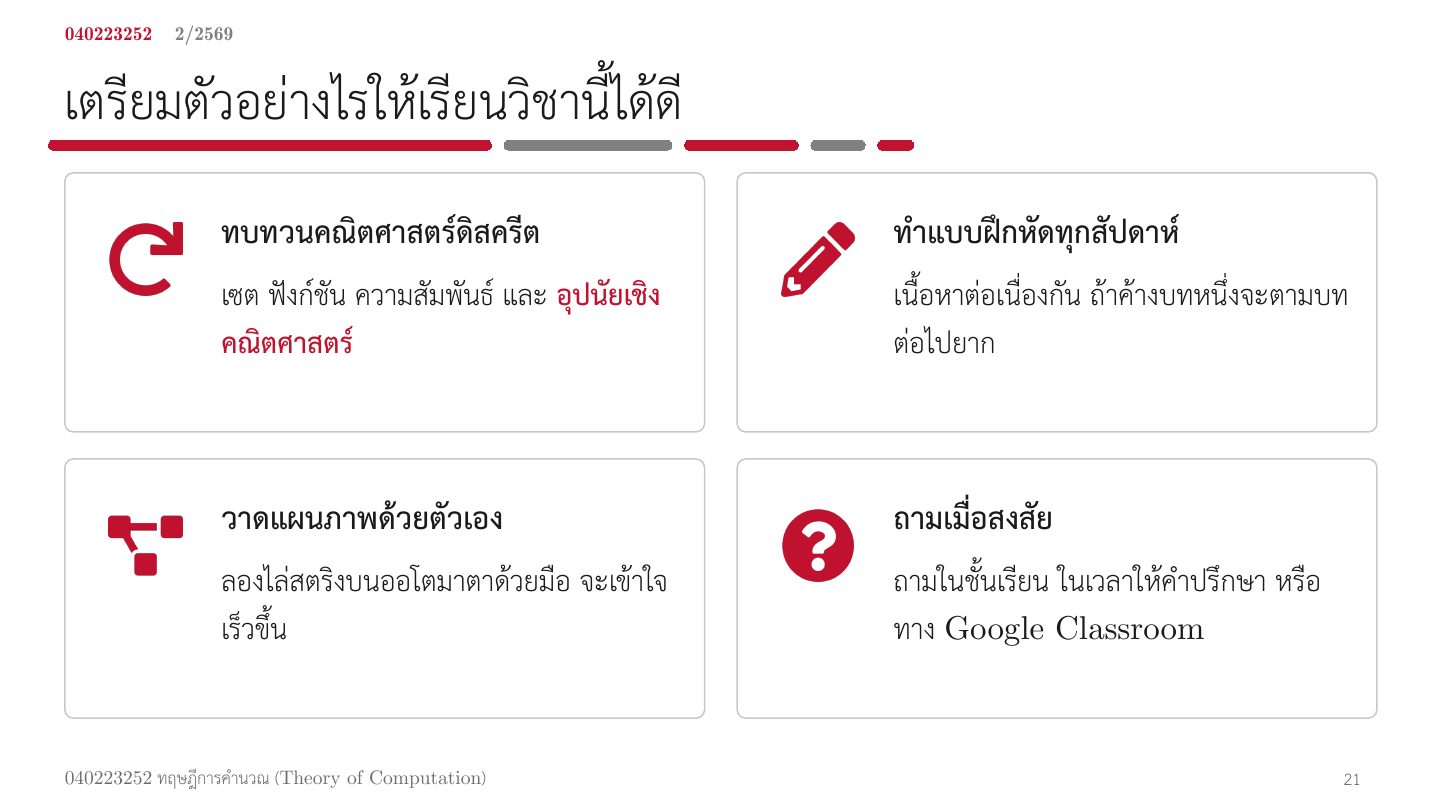 040223252 2/2569
เตรียมตัวอย่างไรให้เรียนวิชานี้ได้ดี
ทบทวนคณิตศาสตร์ดิสครีต
เซต ฟังก์ชัน ความสัมพันธ์ และ อุปนัยเชิง
คณิตศาสตร์
ทำแบบฝึกหัดทุกสัปดาห์
เนื้อหาต่อเนื่องกัน ถ้าค้างบทหนึ่งจะตามบท
ต่อไปยาก
วาดแผนภาพด้วยตัวเอง
ลองไล่สตริงบนออโตมาตาด้วยมือ จะเข้าใจ
เร็วขึ้น
ถามเมื่อสงสัย
ถามในชั้นเรียน ในเวลาให้คำปรึกษา หรือ
ทาง Google Classroom
040223252 ทฤษฎีการคำนวณ (Theory of Computation)
21